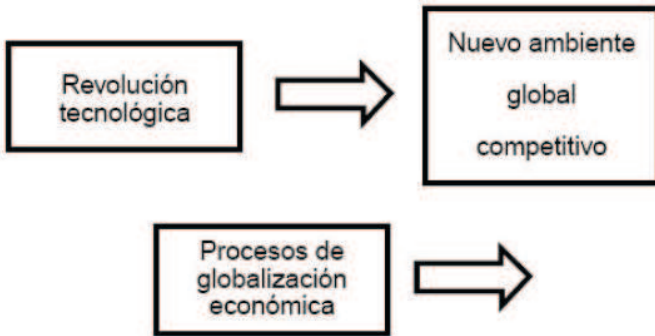 Revolución
tecnológica
Nuevo ambiente
global
competitivo
Procesos de
globalización
económica